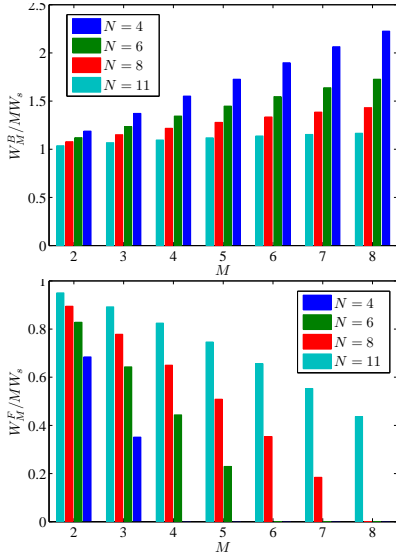 2.5
2
1.5
1
0.5
0
W_M^B/MW_s
N = 4
N = 6
N = 8
N = 11
2 3 4 5 6 7 8
M
1
0.8
0.6
0.4
0.2
0
W_M^F/MW_s
N = 4
N = 6
N = 8
N = 11
2 3 4 5 6 7 8
M